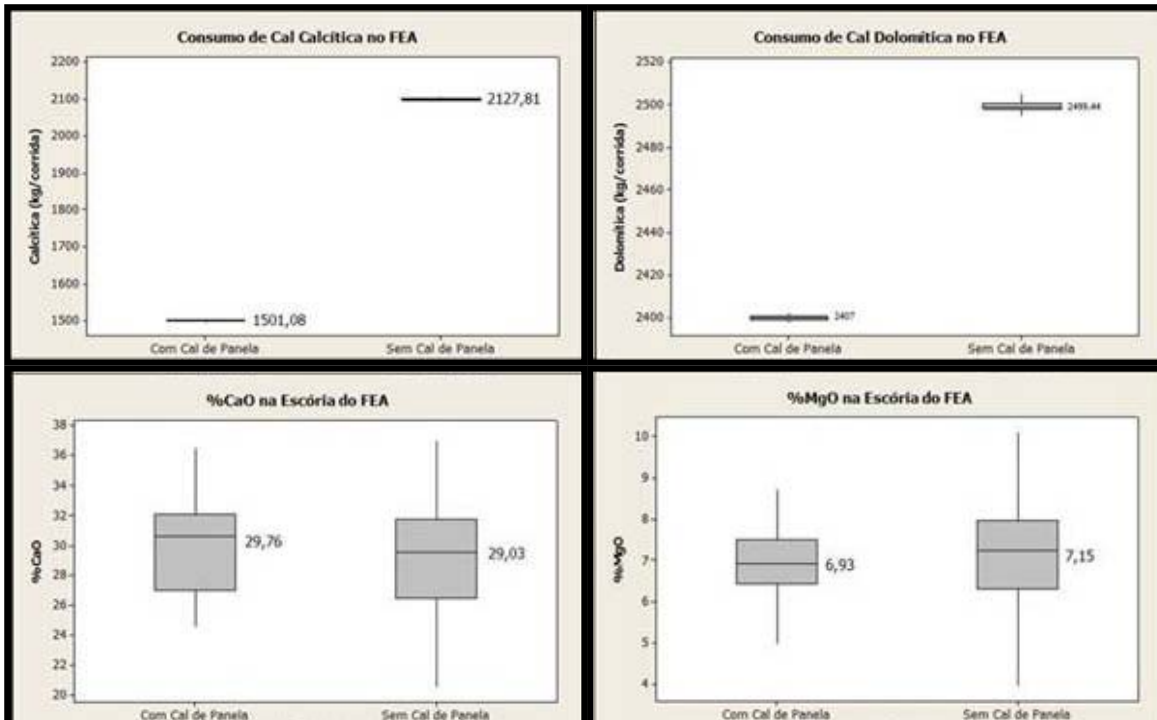 Consumo de Cal Calcítica no FEA
Calcítica (kg/corrida)
2200
2100
2000
1900
1800
1700
1600
1500
2127,81
1501,08
Com Cal de Panela
Sem Cal de Panela
Consumo de Cal Dolomítica no FEA
Dolomítica (kg/corrida)
2520
2500
2480
2460
2440
2420
2400
2499,44
2407
Com Cal de Panela
Sem Cal de Panela
%CaO na Escória do FEA
%CaO
38
36
34
32
30
28
26
24
22
20
29,76
29,03
Com Cal de Panela
Sem Cal de Panela
%MgO na Escória do FEA
%MgO
10
9
8
7
6
5
4
6,93
7,15
Com Cal de Panela
Sem Cal de Panela